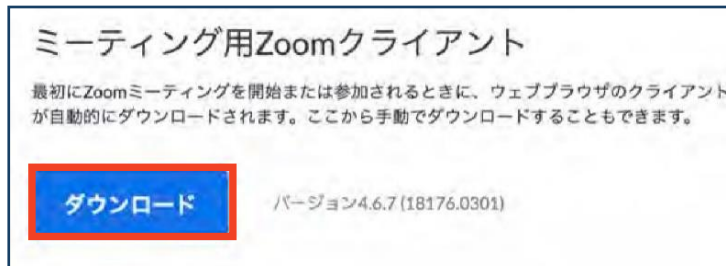 ミーティング用Zoomクライアント
最初にZoomミーティングを開始または参加されるときに、ウェブブラウザのクライアント
が自動的にダウンロードされます。ここから手動でダウンロードすることもできます。
ダウンロード
バージョン4.6.7 (18176.0301)